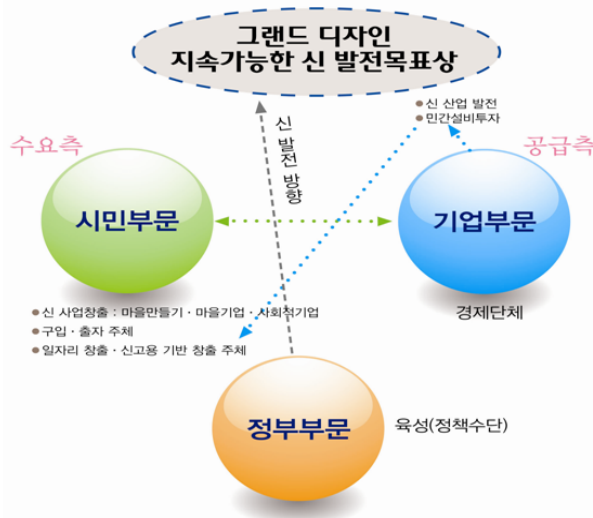 그랜드 디자인
지속가능한 신 발전목표상
● 신 산업 발전
● 민간설비투자
신 발전 방향
수요측
공급측
시민부문
기업부문
● 신 사업창출 : 마을만들기 · 마을기업 · 사회적기업
● 구입 · 출자 주체
● 일자리 창출 · 신고용 기반 창출 주체
경제단체
정부부문
육성(정책수단)